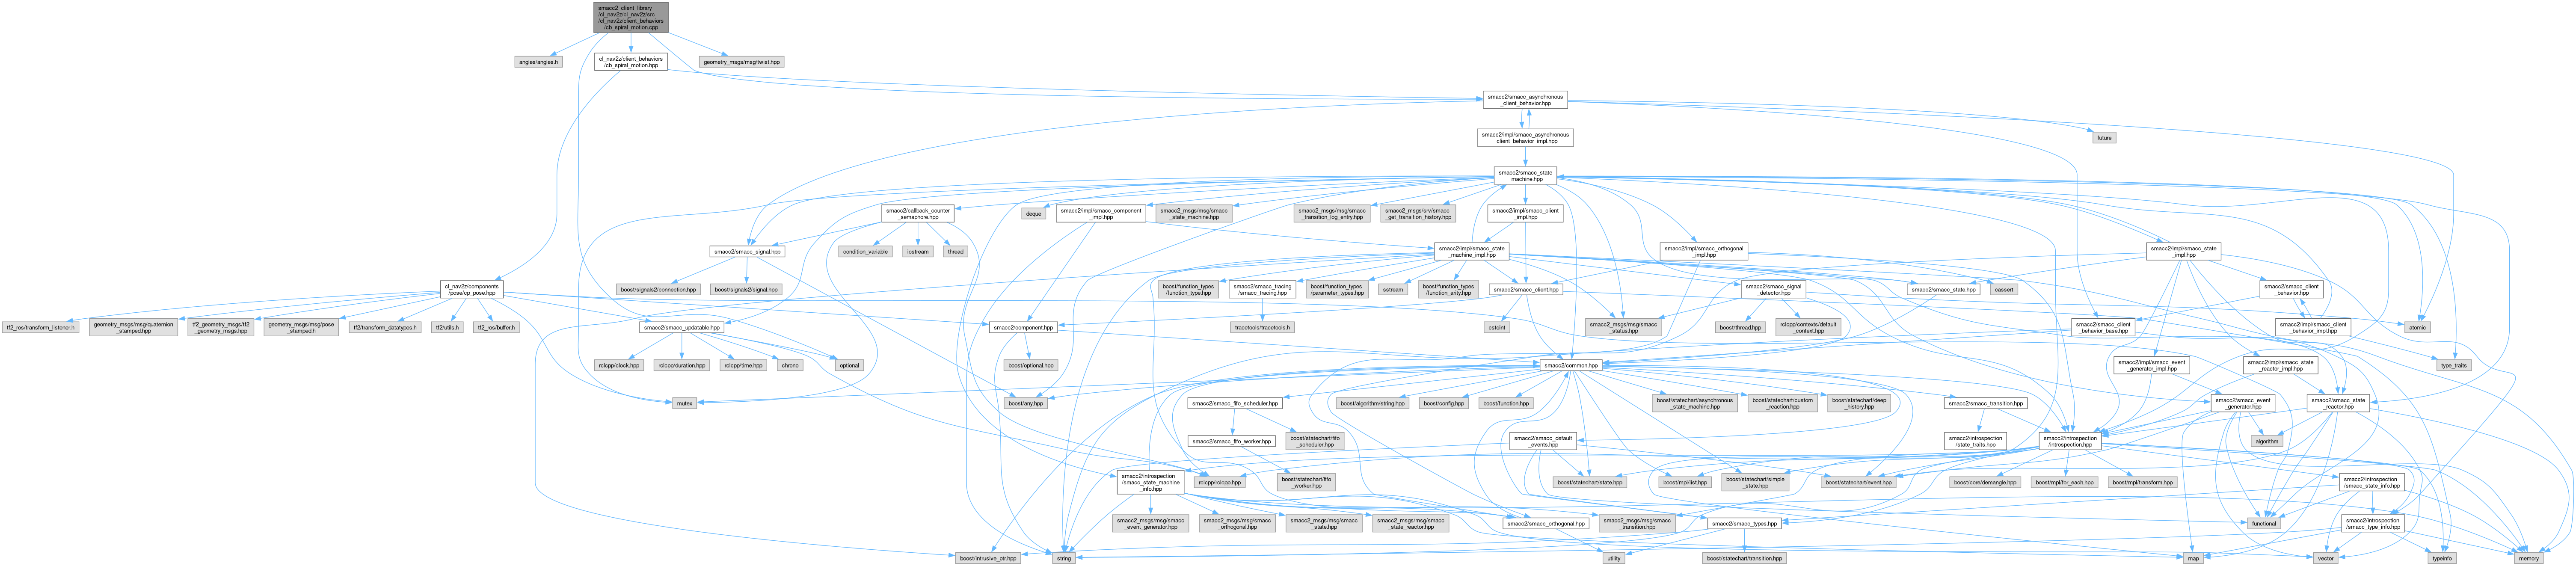 smacc2_client_library
/cl_nav2z/cl_nav2z/src
/cl_nav2z/client_behaviors
/cb_spiral_motion.cpp
angles/angles.h
cl_nav2z/client_behaviors
/cb_spiral_motion.hpp
geometry_msgs/msg/twist.hpp
smacc2/smacc_asynchronous
_client_behavior.hpp
smacc2/impl/smacc_asynchronous
_client_behavior_impl.hpp
future
smacc2/smacc_state
_machine.hpp
smacc2/callback_counter
_semaphore.hpp
deque
smacc2/impl/smacc_component
_impl.hpp
smacc2_msgs/msg/smacc
_state_machine.hpp
smacc2_msgs/msg/smacc
_transition_log_entry.hpp
smacc2_msgs/srv/smacc
_get_transition_history.hpp
smacc2/impl/smacc_client
_impl.hpp
smacc2/smacc_signal.hpp
condition_variable
iostream
thread
smacc2/impl/smacc_state
_machine_impl.hpp
smacc2/impl/smacc_orthogonal
_impl.hpp
smacc2/impl/smacc_state
_impl.hpp
cl_nav2z/components
/pose/cp_pose.hpp
boost/signals2/connection.hpp
boost/signals2/signal.hpp
boost/function_types
/function_type.hpp
smacc2/smacc_tracing
/smacc_tracing.hpp
boost/function_types
/parameter_types.hpp
sstream
boost/function_types
/function_arity.hpp
smacc2/smacc_client.hpp
smacc2/smacc_signal
_detector.hpp
smacc2/smacc_state.hpp
cassert
smacc2/smacc_client
_behavior.hpp
tf2_ros/transform_listener.h
geometry_msgs/msg/quaternion
_stamped.hpp
tf2_geometry_msgs/tf2
_geometry_msgs.hpp
geometry_msgs/msg/pose
_stamped.h
tf2/transform_datatypes.h
tf2/utils.h
tf2_ros/buffer.h
smacc2/smacc_updatable.hpp
smacc2/component.hpp
tracetools/tracetools.h
cstdint
smacc2_msgs/msg/smacc
_status.hpp
boost/thread.hpp
rclcpp/contexts/default
_context.hpp
smacc2/smacc_client
_behavior_base.hpp
smacc2/impl/smacc_client
_behavior_impl.hpp
atomic
rclcpp/clock.hpp
rclcpp/duration.hpp
rclcpp/time.hpp
chrono
optional
boost/optional.hpp
smacc2/common.hpp
smacc2/impl/smacc_event
_generator_impl.hpp
smacc2/impl/smacc_state
_reactor_impl.hpp
type_traits
mutex
boost/any.hpp
smacc2/smacc_fifo_scheduler.hpp
boost/algorithm/string.hpp
boost/config.hpp
boost/function.hpp
boost/statechart/asynchronous
_state_machine.hpp
boost/statechart/custom
_reaction.hpp
boost/statechart/deep
_history.hpp
smacc2/smacc_transition.hpp
smacc2/smacc_event
_generator.hpp
smacc2/smacc_state
_reactor.hpp
smacc2/smacc_fifo_worker.hpp
boost/statechart/fifo
_scheduler.hpp
smacc2/smacc_default
_events.hpp
smacc2/introspection
/state_traits.hpp
smacc2/introspection
/introspection.hpp
algorithm
smacc2/introspection
/smacc_state_machine
_info.hpp
rclcpp/rclcpp.hpp
boost/statechart/fifo
_worker.hpp
boost/statechart/state.hpp
boost/mpl/list.hpp
boost/statechart/simple
_state.hpp
boost/statechart/event.hpp
boost/core/demangle.hpp
boost/mpl/for_each.hpp
boost/mpl/transform.hpp
smacc2/introspection
/smacc_state_info.hpp
smacc2_msgs/msg/smacc
_event_generator.hpp
smacc2_msgs/msg/smacc
_orthogonal.hpp
smacc2_msgs/msg/smacc
_state.hpp
smacc2_msgs/msg/smacc
_state_reactor.hpp
smacc2/smacc_orthogonal.hpp
smacc2_msgs/msg/smacc
_transition.hpp
smacc2/smacc_types.hpp
functional
smacc2/introspection
/smacc_type_info.hpp
boost/intrusive_ptr.hpp
string
utility
boost/statechart/transition.hpp
map
vector
typeinfo
memory